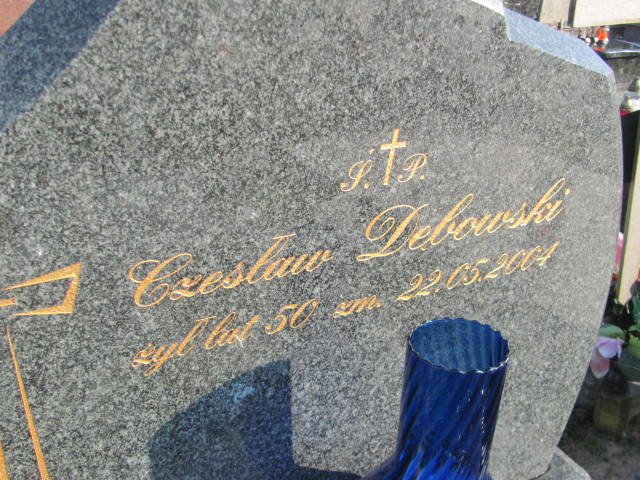 Ś. P.
Czesław Dębowski
żył lat 50 zm. 22.05.2004